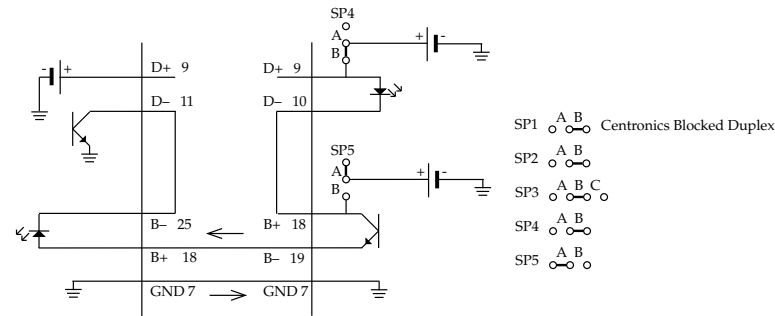 SP4
A
B
+ -
- +
D+ 9
D+ 9
D– 11
D– 10
SP5
A
B
+ -
B– 25
B+ 18
B+ 18
B– 19
GND 7
GND 7
SP1 A B Centronics Blocked Duplex
SP2 A B
SP3 A B C
SP4 A B
SP5 A B